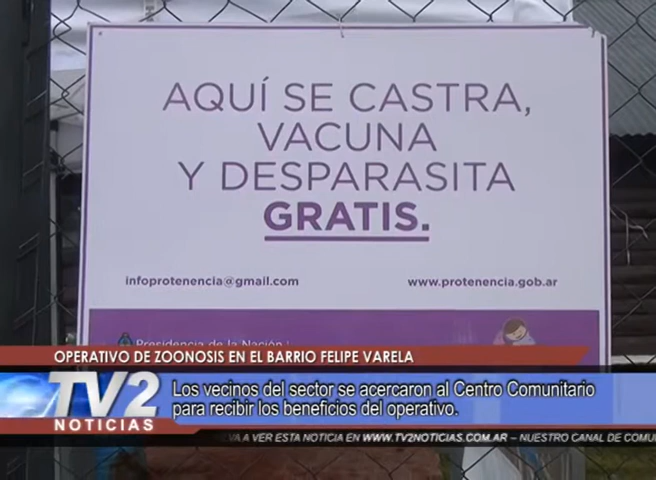 AQUÍ SE CASTRA,
VACUNA
Y DESPARASITA
GRATIS.
infoprotenencia@gmail.com www.protenencia.gob.ar
Presidencia de la Nación
OPERATIVO DE ZOONOSIS EN EL BARRIO FELIPE VARELA
TV2
NOTICIAS
Los vecinos del sector se acercaron al Centro Comunitario
para recibir los beneficios del operativo.
VA A VER ESTA NOTICIA EN WWW.TV2NOTICIAS.COM.AR – NUESTRO CANAL DE